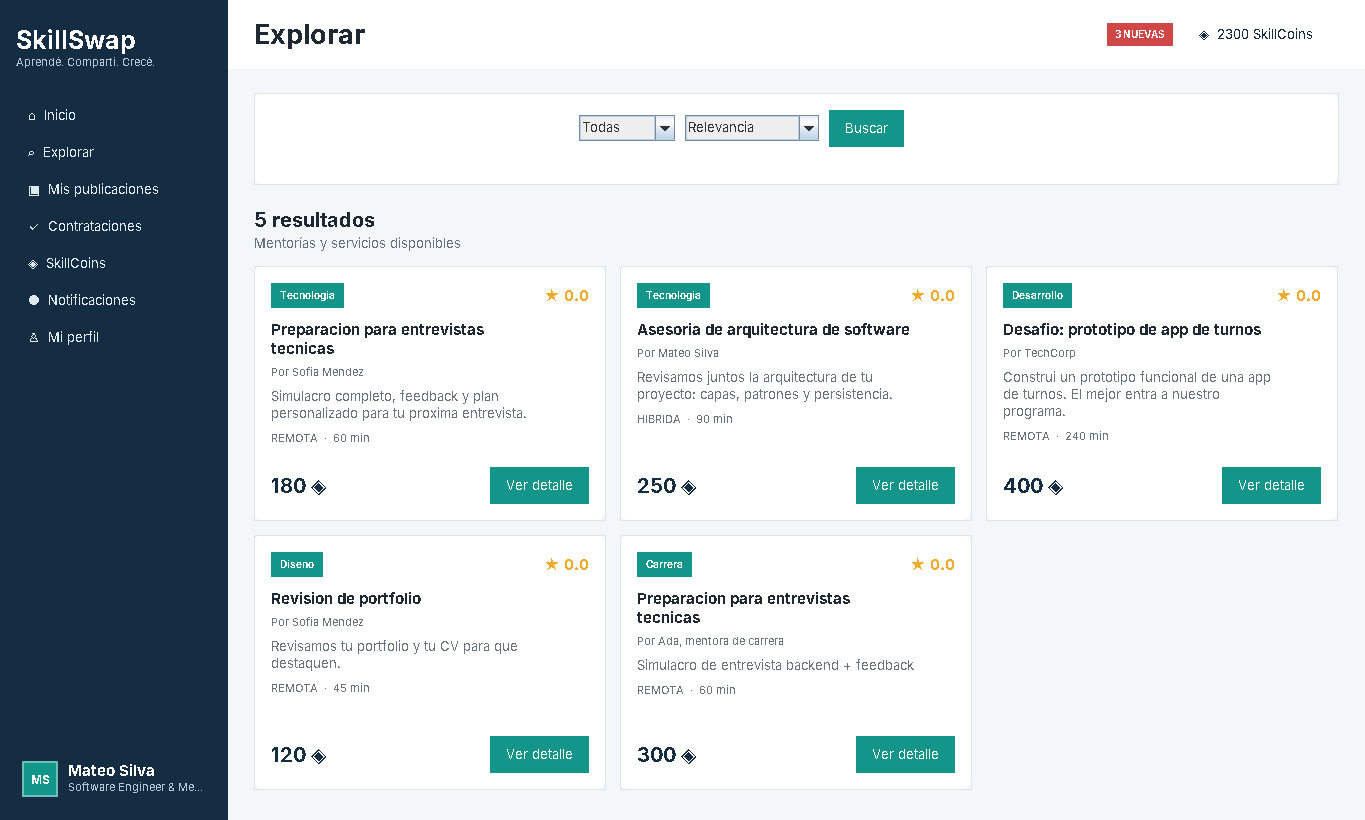 SkillSwap
Aprendé. Compartí. Crecé.
Inicio
Explorar
Mis publicaciones
Contrataciones
SkillCoins
Notificaciones
Mi perfil
MS
Mateo Silva
Software Engineer & Me...
Explorar
3 NUEVAS
◈ 2300 SkillCoins
Todas
Relevancia
Buscar
5 resultados
Mentorías y servicios disponibles
Tecnologia
★ 0.0
Preparacion para entrevistas
tecnicas
Por Sofia Mendez
Simulacro completo, feedback y plan
personalizado para tu proxima entrevista.
REMOTA · 60 min
180 ◈
Ver detalle
Tecnologia
★ 0.0
Asesoria de arquitectura de software
Por Mateo Silva
Revisamos juntos la arquitectura de tu
proyecto: capas, patrones y persistencia.
HIBRIDA · 90 min
250 ◈
Ver detalle
Desarrollo
★ 0.0
Desafio: prototipo de app de turnos
Por TechCorp
Construi un prototipo funcional de una app
de turnos. El mejor entra a nuestro
programa.
REMOTA · 240 min
400 ◈
Ver detalle
Diseno
★ 0.0
Revision de portfolio
Por Sofia Mendez
Revisamos tu portfolio y tu CV para que
destaquen.
REMOTA · 45 min
120 ◈
Ver detalle
Carrera
★ 0.0
Preparacion para entrevistas
tecnicas
Por Ada, mentora de carrera
Simulacro de entrevista backend + feedback
REMOTA · 60 min
300 ◈
Ver detalle